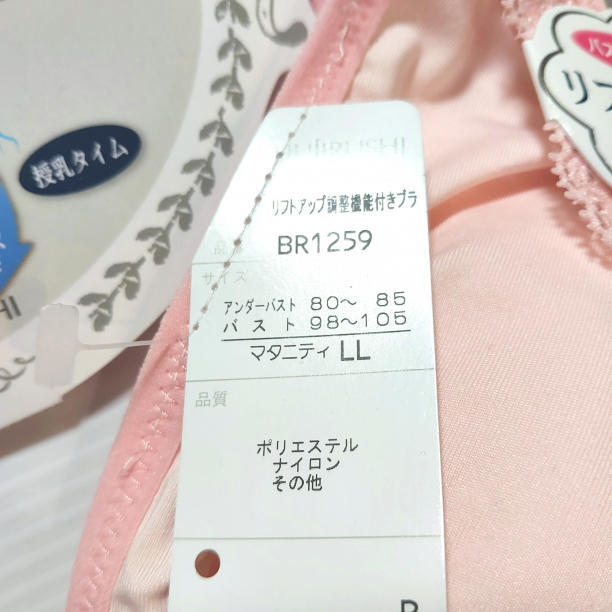 授乳タイム
リフトアップ調整機能付きブラ
品
BR1259
サイズ
アンダーバスト 80〜 85
バスト 98〜105
マタニティ LL
品質
ポリエステル
ナイロン
その他